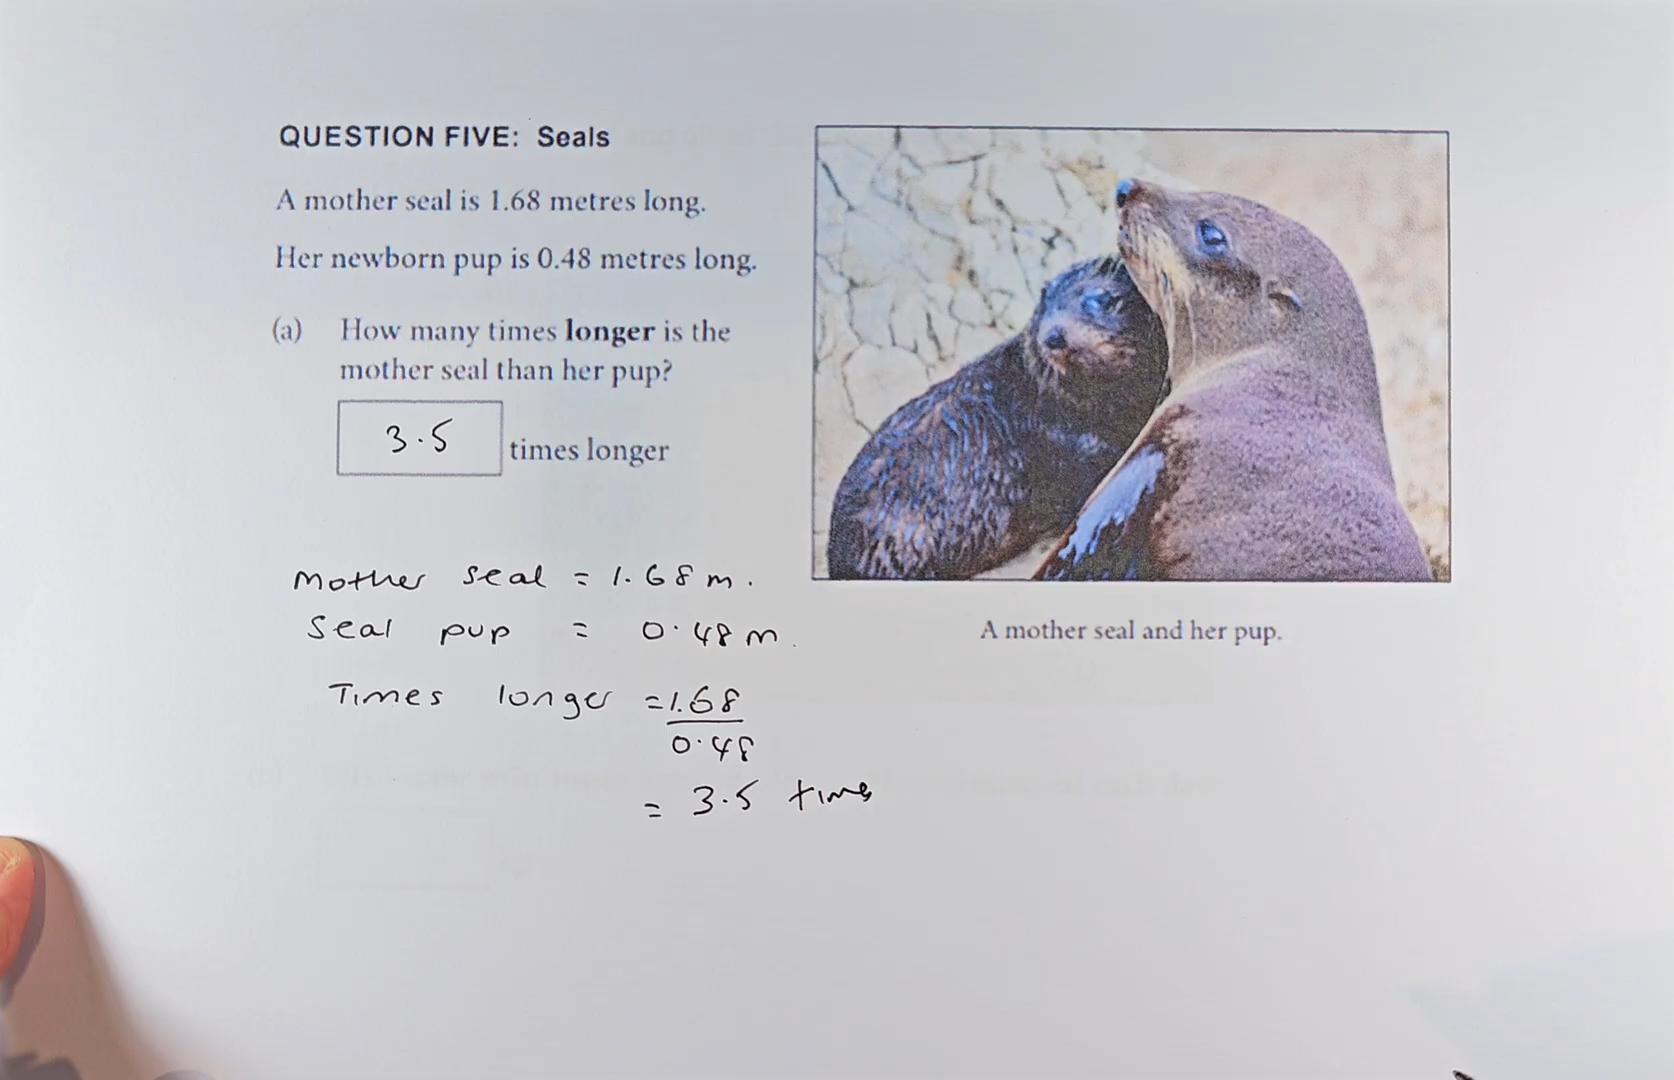 QUESTION FIVE: Seals
A mother seal is 1.68 metres long.
Her newborn pup is 0.48 metres long.
(a) How many times longer is the
mother seal than her pup?
3.5 times longer
A mother seal and her pup.
Mother seal = 1.68 m.
Seal pup = 0.48 m.
Times longer = 1.68
0.48
= 3.5 times